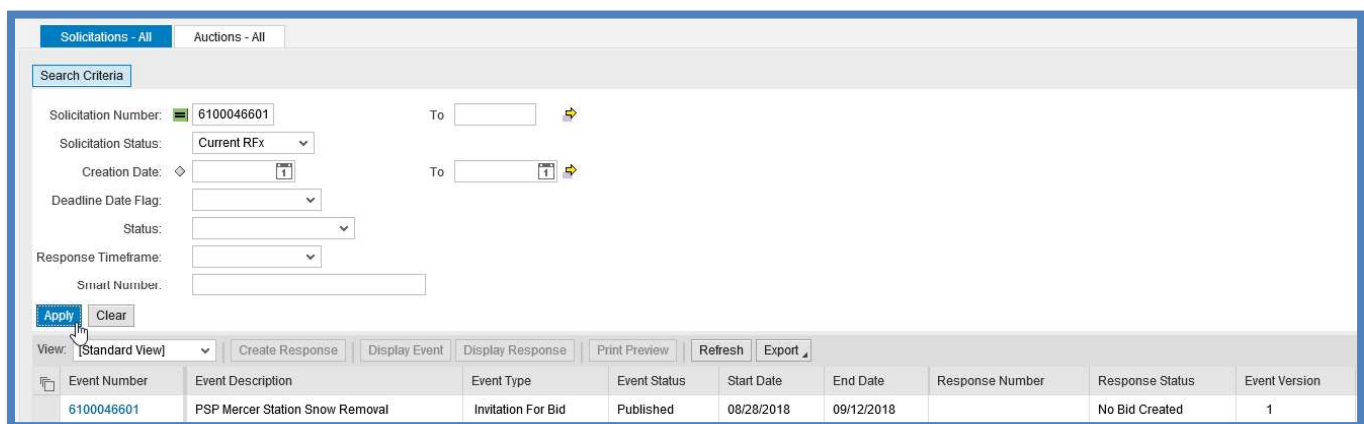 Solicitations - All Auctions - All
Search Criteria
Solicitation Number: 6100046601 To
Solicitation Status: Current RFx
Creation Date: 1 To 1
Deadline Date Flag:
Status:
Response Timeframe:
Smart Number:
Apply Clear
View: [Standard View] Create Response Display Event Display Response Print Preview Refresh Export
Event Number Event Description Event Type Event Status Start Date End Date Response Number Response Status Event Version
6100046601 PSP Mercer Station Snow Removal Invitation For Bid Published 08/28/2018 09/12/2018 No Bid Created 1